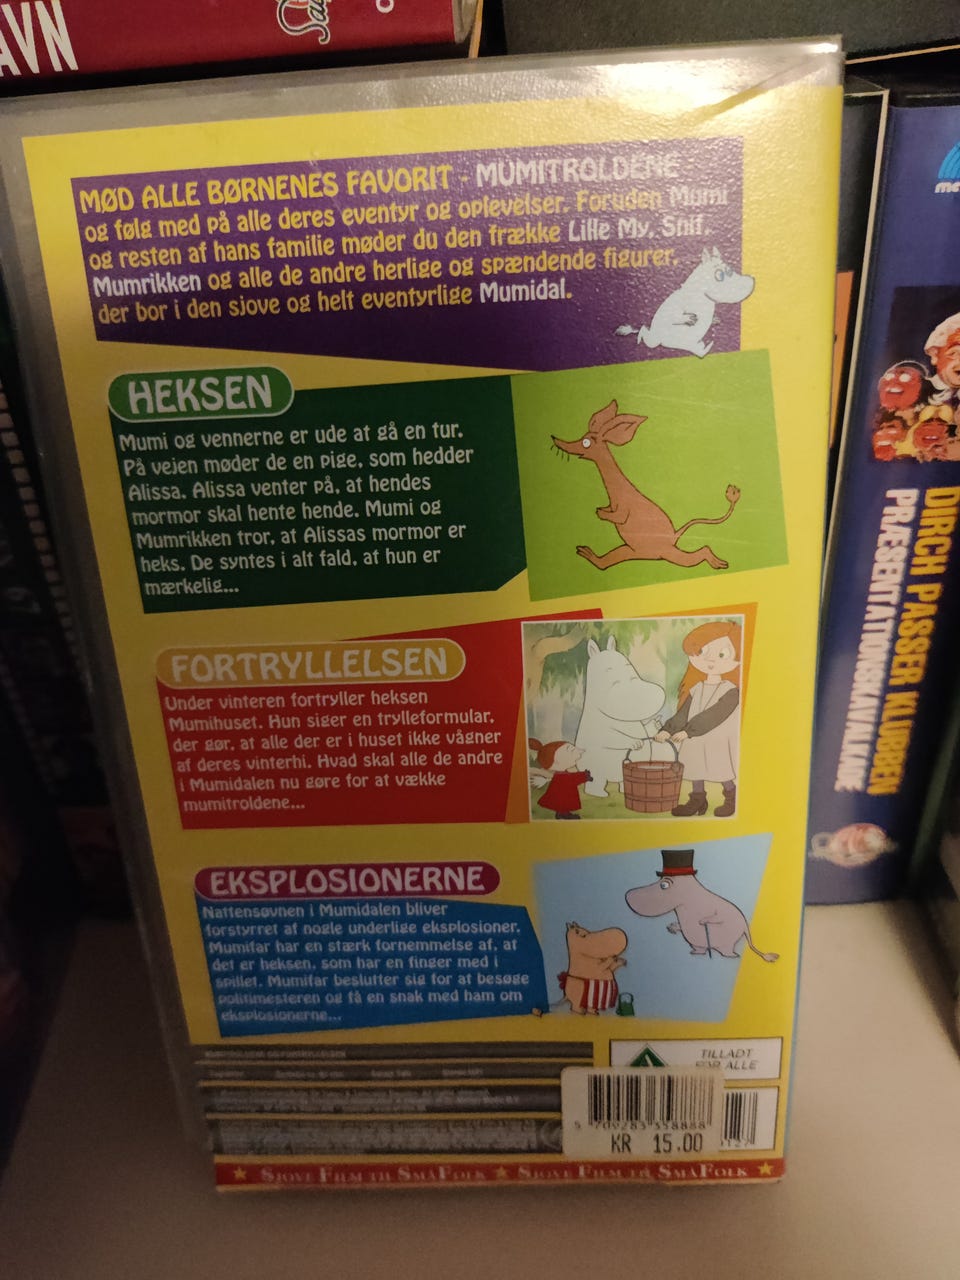 AVN
MØD ALLE BØRNENES FAVORIT - MUMITROLDENE
og følg med på alle deres eventyr og oplevelser. Foruden Mumi
og resten af hans familie møder du den frække Lille My, Snif,
Mumrikken og alle de andre herlige og spændende figurer,
der bor i den sjove og helt eventyrlige Mumidal.
HEKSEN
Mumi og vennerne er ude at gå en tur.
På vejen møder de en pige, som hedder
Alissa. Alissa venter på, at hendes
mormor skal hente hende. Mumi og
Mumrikken tror, at Alissas mormor er
heks. De syntes i alt fald, at hun er
mærkelig...
FORTRYLLELSEN
Under vinteren fortryller heksen
Mumihuset. Hun siger en trylleformular,
der gør, at alle der er i huset ikke vågner
af deres vinterhi. Hvad skal alle de andre
i Mumidalen nu gøre for at vække
mumitroldene...
EKSPLOSIONERNE
Nattensøvnen i Mumidalen bliver
forstyrret af nogle underlige eksplosioner.
Mumifar har en stærk fornemmelse af, at
det er heksen, som har en finger med i
spillet. Mumifar beslutter sig for at besøge
politimesteren og få en snak med ham om
eksplosionerne...
TILLADT
FOR ALLE
5 709283 358888
KR 15.00
SJOVE FILM TIL SMÅFOLK ★ SJOVE FILM TIL SMÅFOLK ★
DIRCH PASSER KLUBBEN
PRÆSENTATIONSKAVALKADE